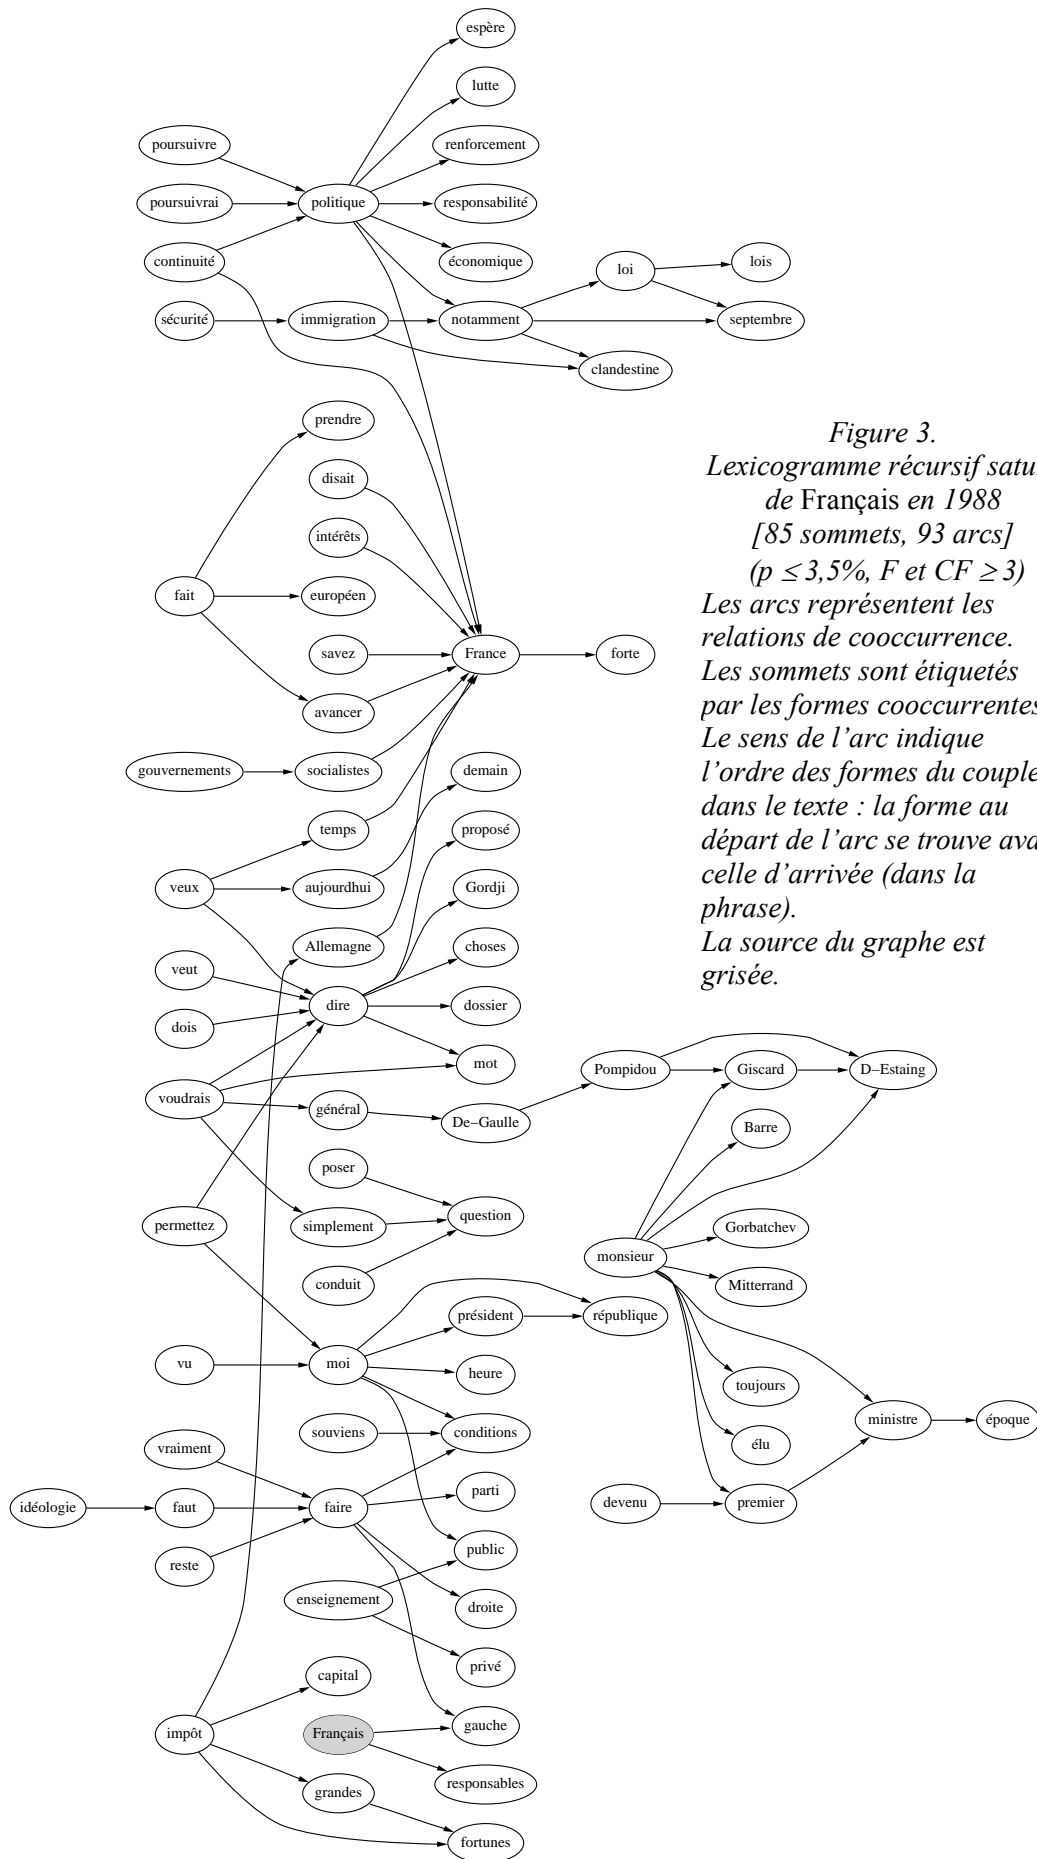 espère
lutte
poursuivre
renforcement
poursuivrai
politique
responsabilité
continuité
économique
loi
lois
sécurité
immigration
notamment
septembre
clandestine
prendre
disait
intérêts
fait
européen
savez
France
forte
avancer
gouvernements
socialistes
demain
temps
proposé
veux
aujourdhui
Gordji
Allemagne
choses
veut
dire
dossier
dois
mot
voudrais
général
De-Gaulle
Pompidou
Giscard
D-Estaing
Barre
poser
permettez
simplement
question
conduit
monsieur
Gorbatchev
Mitterrand
président
république
vu
moi
heure
toujours
souviens
conditions
ministre
époque
vraiment
élu
idéologie
faut
faire
parti
devenu
premier
reste
public
enseignement
droite
privé
capital
impôt
Français
gauche
responsables
grandes
fortunes
Figure 3.
Lexicogramme récursif satu
de Français en 1988
[85 sommets, 93 arcs]
(p ≤ 3,5%, F et CF ≥ 3)
Les arcs représentent les
relations de cooccurrence.
Les sommets sont étiquetés
par les formes cooccurrentes
Le sens de l’arc indique
l’ordre des formes du couple
dans le texte : la forme au
départ de l’arc se trouve ava
celle d’arrivée (dans la
phrase).
La source du graphe est
grisée.